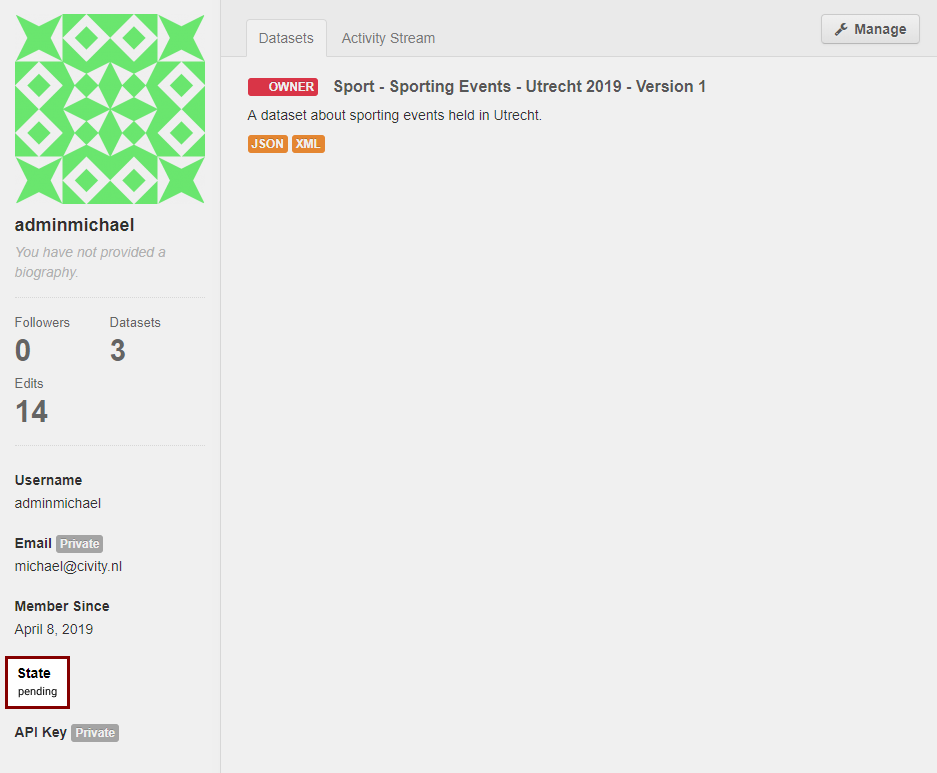 adminmichael
You have not provided a
biography.
Followers
0
Datasets
3
Edits
14
Username
adminmichael
Email Private
michael@civity.nl
Member Since
April 8, 2019
State
pending
API Key Private
Datasets
Activity Stream
Manage
OWNER Sport - Sporting Events - Utrecht 2019 - Version 1
A dataset about sporting events held in Utrecht.
JSON XML